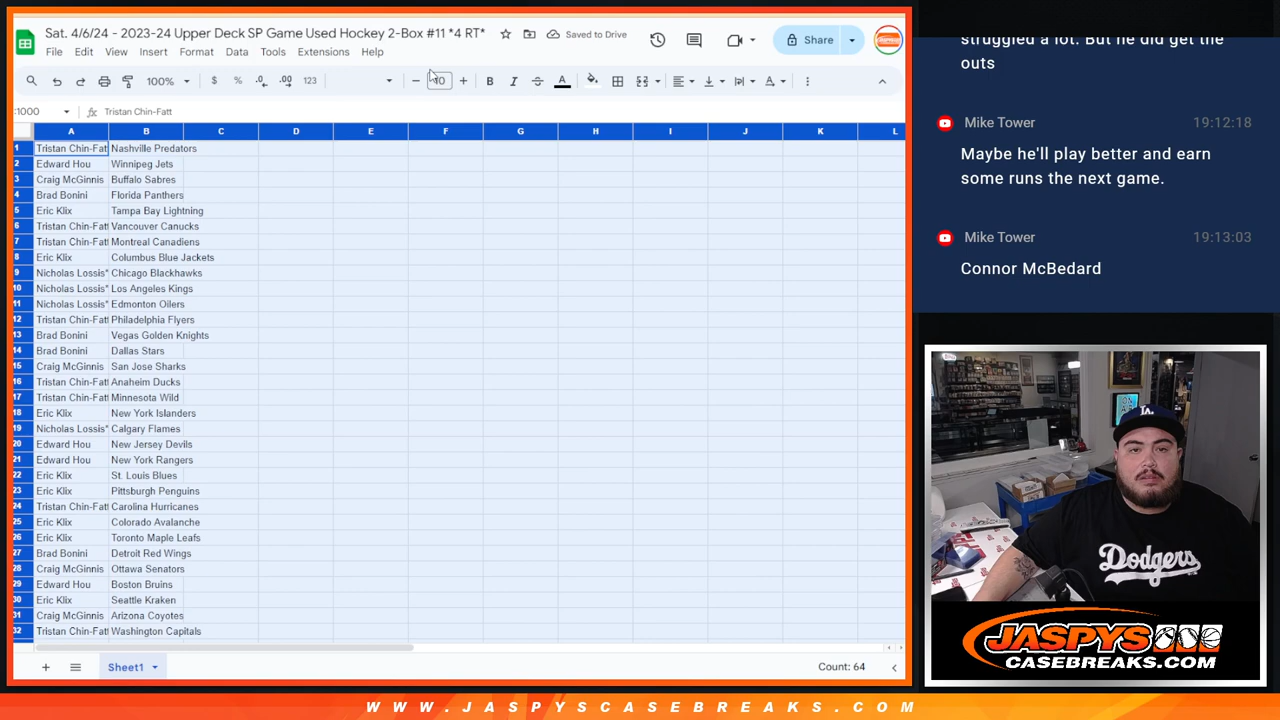 Sat. 4/6/24 - 2023-24 Upper Deck SP Game Used Hockey 2-Box #11 *4 RT*
Saved to Drive
Share
File Edit View Insert Format Data Tools Extensions Help
100% $ % .0 .00 123 10 B I S A
:1000 fx Tristan Chin-Fatt
A B C D E F G H I J K L
1 Tristan Chin-Fatt Nashville Predators
2 Edward Hou Winnipeg Jets
3 Craig McGinnis Buffalo Sabres
4 Brad Bonini Florida Panthers
5 Eric Klix Tampa Bay Lightning
6 Tristan Chin-Fatt Vancouver Canucks
7 Tristan Chin-Fatt Montreal Canadiens
8 Eric Klix Columbus Blue Jackets
9 Nicholas Lossis* Chicago Blackhawks
10 Nicholas Lossis* Los Angeles Kings
11 Nicholas Lossis* Edmonton Oilers
12 Tristan Chin-Fatt Philadelphia Flyers
13 Brad Bonini Vegas Golden Knights
14 Brad Bonini Dallas Stars
15 Craig McGinnis San Jose Sharks
16 Tristan Chin-Fatt Anaheim Ducks
17 Tristan Chin-Fatt Minnesota Wild
18 Eric Klix New York Islanders
19 Nicholas Lossis* Calgary Flames
20 Edward Hou New Jersey Devils
21 Edward Hou New York Rangers
22 Eric Klix St. Louis Blues
23 Eric Klix Pittsburgh Penguins
24 Tristan Chin-Fatt Carolina Hurricanes
25 Eric Klix Colorado Avalanche
26 Eric Klix Toronto Maple Leafs
27 Brad Bonini Detroit Red Wings
28 Craig McGinnis Ottawa Senators
29 Edward Hou Boston Bruins
30 Eric Klix Seattle Kraken
31 Craig McGinnis Arizona Coyotes
32 Tristan Chin-Fatt Washington Capitals
Sheet1
Count: 64
struggled a lot. But he did get the
outs
Mike Tower 19:12:18
Maybe he'll play better and earn
some runs the next game.
Mike Tower 19:13:03
Connor McBedard
LA
Dodgers
JASPYS
CASEBREAKS.COM
WWW.JASPYSCASEBREAKS.COM